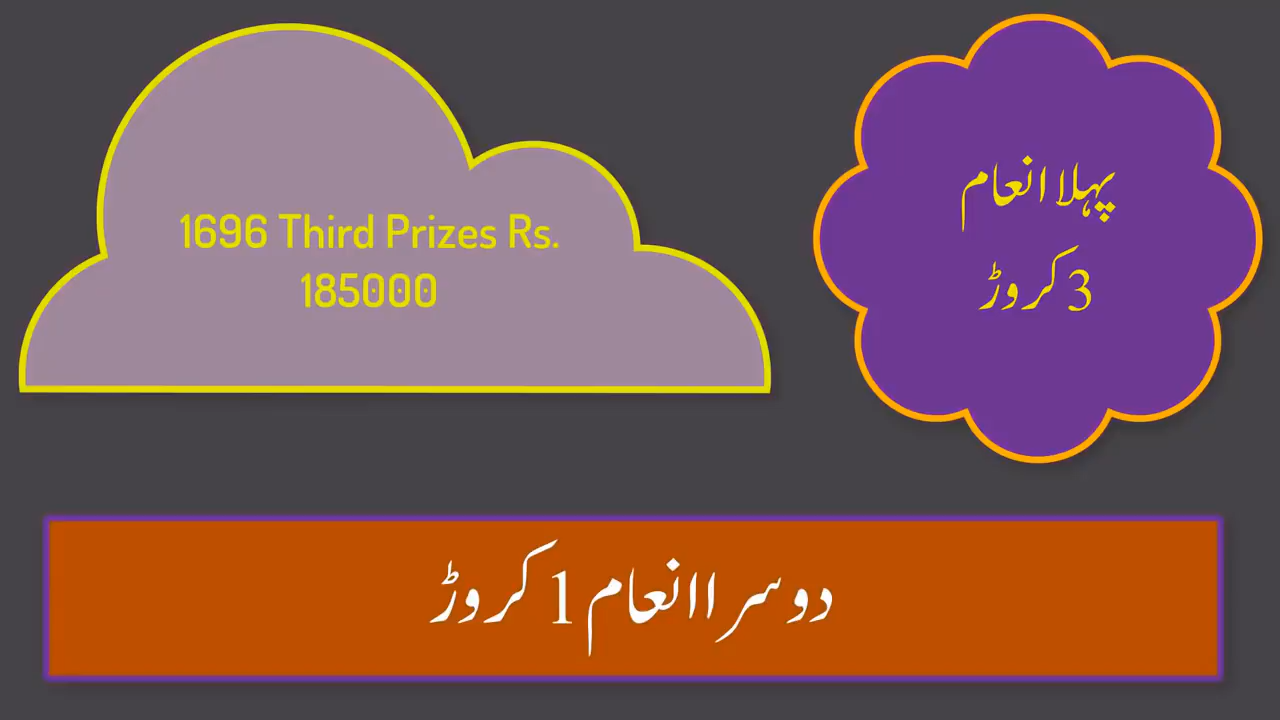 1696 Third Prizes Rs.
185000
پہلا انعام
3 کروڑ
دوسرا انعام 1 کروڑ